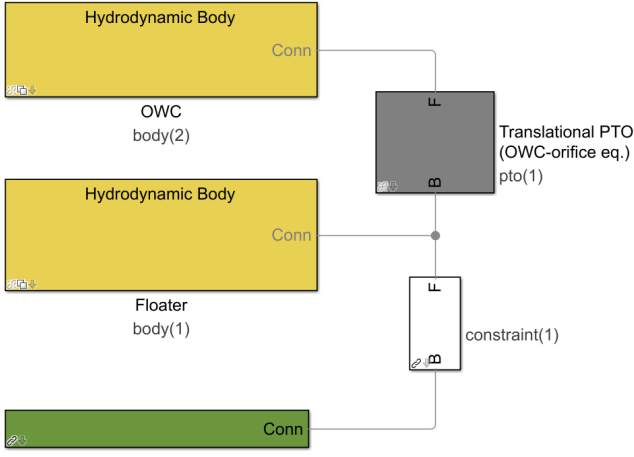 Hydrodynamic Body
Conn
OWC
body(2)
F
Translational PTO
(OWC-orifice eq.)
pto(1)
B
Hydrodynamic Body
Conn
Floater
body(1)
F
constraint(1)
B
Conn